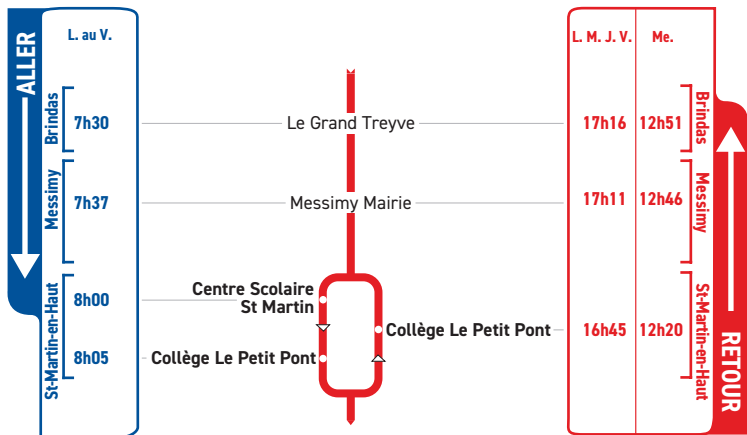 ALLER
L. au V.
L. M. J. V. Me.
Brindas
7h30
Le Grand Treyve
17h16 12h51
Brindas
Messimy
7h37
Messimy Mairie
17h11 12h46
Messimy
St-Martin-en-Haut
8h00
Centre Scolaire
St Martin
Collège Le Petit Pont
16h45 12h20
St-Martin-en-Haut
8h05
Collège Le Petit Pont
RETOUR